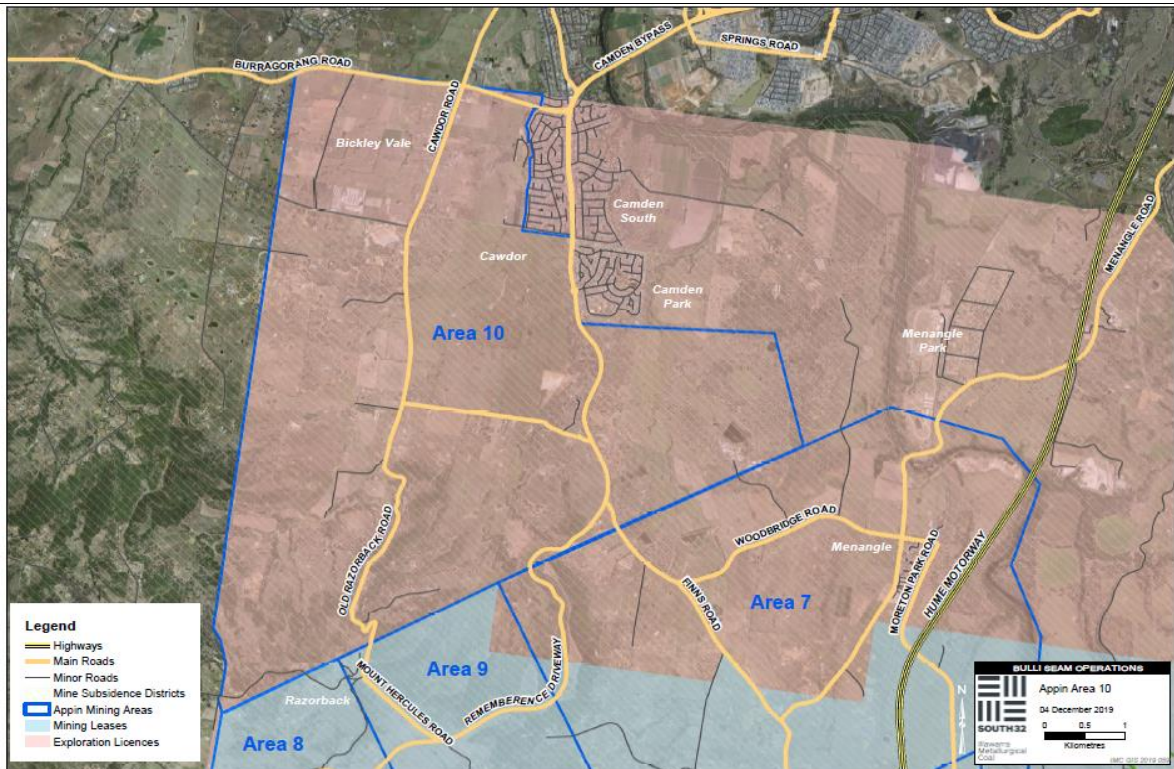 BURRAGORANG ROAD
CAWDOR ROAD
CAMDEN BYPASS
SPRINGS ROAD
Bickley Vale
MENANGLE ROAD
Camden
South
Cawdor
Camden
Park
Area 10
Menangle
Park
OLD RAZORBACK ROAD
WOODBRIDGE ROAD
Menangle
FINNS ROAD
Area 7
MORETON PARK ROAD
HUME MOTORWAY
Area 9
MOUNT HERCULES ROAD
REMEMBERENCE DRIVEWAY
Razorback
Area 8
Legend
Highways
Main Roads
Minor Roads
Mine Subsidence Districts
Appin Mining Areas
Mining Leases
Exploration Licences
BULLI SEAM OPERATIONS
Appin Area 10
04 December 2019
N
0 0.5 1
Kilometres
SOUTH32
Illawarra
Metallurgical
Coal